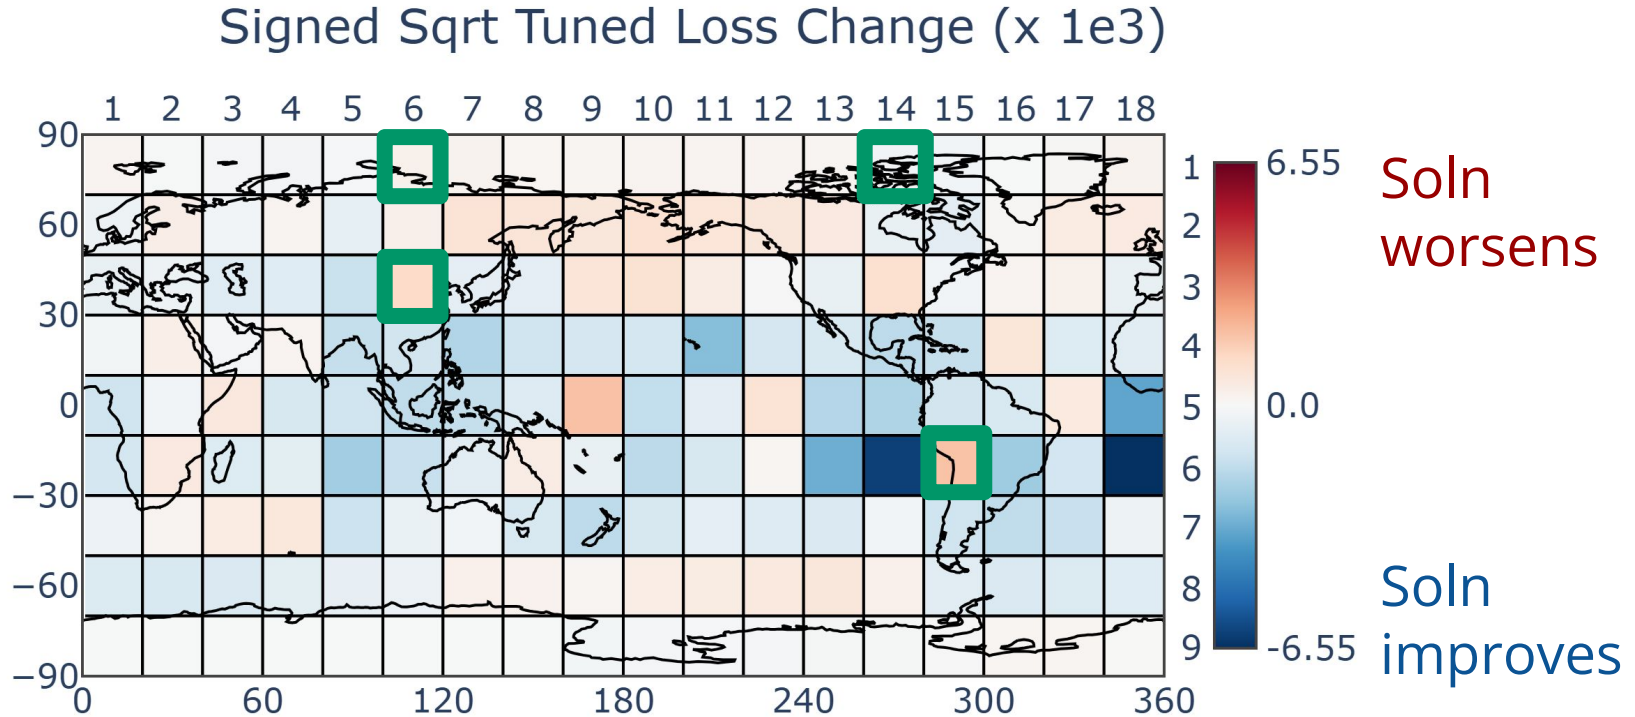 Signed Sqrt Tuned Loss Change (x 1e3)
1 2 3 4 5 6 7 8 9 10 11 12 13 14 15 16 17 18
90
60
30
0
−30
−60
−90
0 60 120 180 240 300 360
1
2
3
4
5
6
7
8
9
6.55
0.0
-6.55
Soln
worsens
Soln
improves